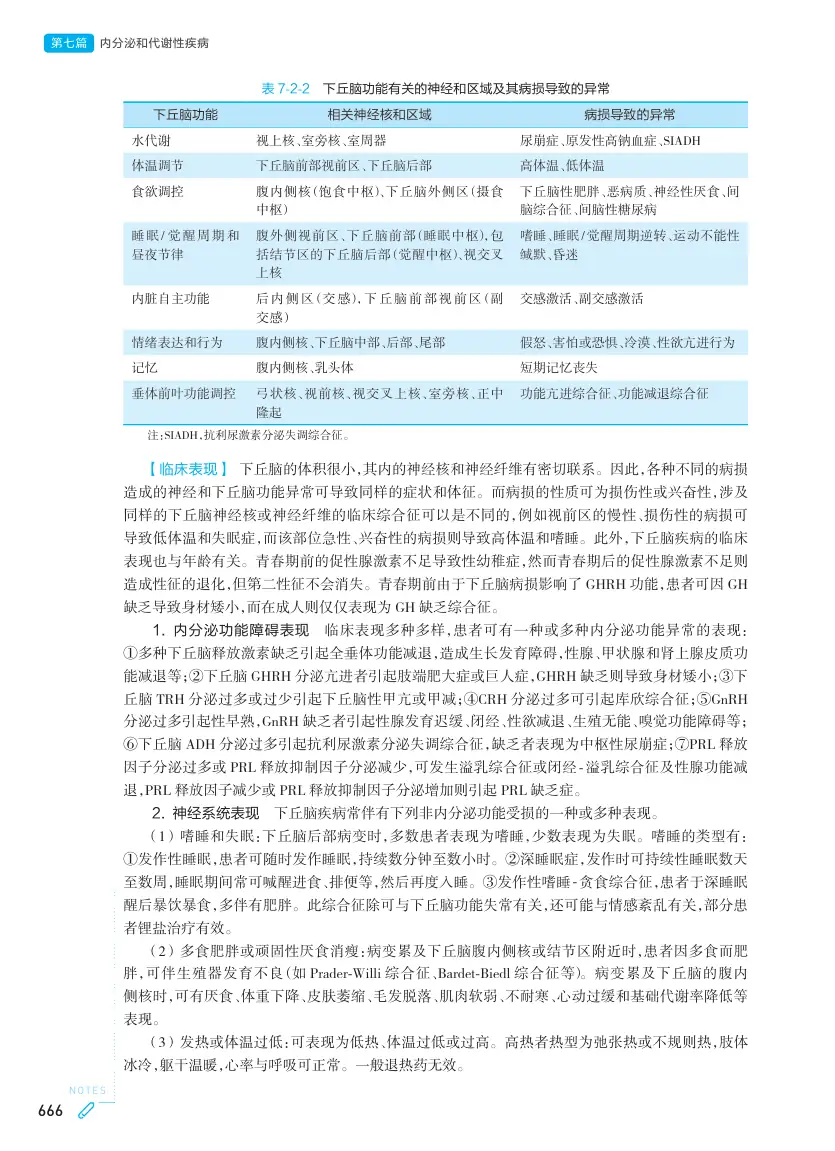 第七篇 内分泌和代谢性疾病
表 7-2-2 下丘脑功能有关的神经和区域及其病损导致的异常
下丘脑功能 相关神经核和区域 病损导致的异常
水代谢 视上核、室旁核、室周器 尿崩症、原发性高钠血症、SIADH
体温调节 下丘脑前部视前区、下丘脑后部 高体温、低体温
食欲调控 腹内侧核(饱食中枢)、下丘脑外侧区(摄食 下丘脑性肥胖、恶病质、神经性厌食、间
中枢) 脑综合征、间脑性糖尿病
睡眠/觉醒周期和 腹外侧视前区、下丘脑前部(睡眠中枢),包 嗜睡、睡眠/觉醒周期逆转、运动不能性
昼夜节律 括结节区的下丘脑后部(觉醒中枢)、视交叉 缄默、昏迷
上核
内脏自主功能 后内侧区(交感),下丘脑前部视前区(副 交感激活、副交感激活
交感)
情绪表达和行为 腹内侧核、下丘脑中部、后部、尾部 假怒、害怕或恐惧、冷漠、性欲亢进行为
记忆 腹内侧核、乳头体 短期记忆丧失
垂体前叶功能调控 弓状核、视前核、视交叉上核、室旁核、正中 功能亢进综合征、功能减退综合征
隆起
注:SIADH,抗利尿激素分泌失调综合征。
【临床表现】 下丘脑的体积很小,其内的神经核和神经纤维有密切联系。因此,各种不同的病损
造成的神经和下丘脑功能异常可导致同样的症状和体征。而病损的性质可为损伤性或兴奋性,涉及
同样的下丘脑神经核或神经纤维的临床综合征可以是不同的,例如视前区的慢性、损伤性的病损可
导致低体温和失眠症,而该部位急性、兴奋性的病损则导致高体温和嗜睡。此外,下丘脑疾病的临床
表现也与年龄有关。青春期前的促性腺激素不足导致性幼稚症,然而青春期后的促性腺激素不足则
造成性征的退化,但第二性征不会消失。青春期前由于下丘脑病损影响了 GHRH 功能,患者可因 GH
缺乏导致身材矮小,而在成人则仅仅表现为 GH 缺乏综合征。
1. 内分泌功能障碍表现 临床表现多种多样,患者可有一种或多种内分泌功能异常的表现:
①多种下丘脑释放激素缺乏引起全垂体功能减退,造成生长发育障碍,性腺、甲状腺和肾上腺皮质功
能减退等;②下丘脑 GHRH 分泌亢进者引起肢端肥大症或巨人症,GHRH 缺乏则导致身材矮小;③下
丘脑 TRH 分泌过多或过少引起下丘脑性甲亢或甲减;④CRH 分泌过多可引起库欣综合征;⑤GnRH
分泌过多引起性早熟,GnRH 缺乏者引起性腺发育迟缓、闭经、性欲减退、生殖无能、嗅觉功能障碍等;
⑥下丘脑 ADH 分泌过多引起抗利尿激素分泌失调综合征,缺乏者表现为中枢性尿崩症;⑦PRL 释放
因子分泌过多或 PRL 释放抑制因子分泌减少,可发生溢乳综合征或闭经-溢乳综合征及性腺功能减
退,PRL 释放因子减少或 PRL 释放抑制因子分泌增加则引起 PRL 缺乏症。
2. 神经系统表现 下丘脑疾病常伴有下列非内分泌功能受损的一种或多种表现。
(1)嗜睡和失眠:下丘脑后部病变时,多数患者表现为嗜睡,少数表现为失眠。嗜睡的类型有:
①发作性睡眠,患者可随时发作睡眠,持续数分钟至数小时。②深睡眠症,发作时可持续性睡眠数天
至数周,睡眠期间常可喊醒进食、排便等,然后再度入睡。③发作性嗜睡-贪食综合征,患者于深睡眠
醒后暴饮暴食,多伴有肥胖。此综合征除可与下丘脑功能失常有关,还可能与情感紊乱有关,部分患
者锂盐治疗有效。
(2)多食肥胖或顽固性厌食消瘦:病变累及下丘脑腹内侧核或结节区附近时,患者因多食而肥
胖,可伴生殖器发育不良(如 Prader-Willi 综合征、Bardet-Biedl 综合征等)。病变累及下丘脑的腹内
侧核时,可有厌食、体重下降、皮肤萎缩、毛发脱落、肌肉软弱、不耐寒、心动过缓和基础代谢率降低等
表现。
(3)发热或体温过低:可表现为低热、体温过低或过高。高热者热型为弛张热或不规则热,肢体
冰冷,躯干温暖,心率与呼吸可正常。一般退热药无效。
NOTES
666